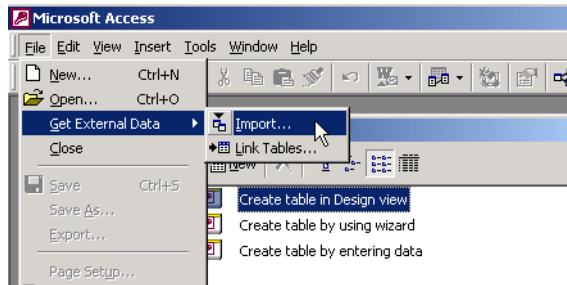 Microsoft Access
File Edit View Insert Tools Window Help
New... Ctrl+N
Open... Ctrl+O
Get External Data
Import...
Close
Link Tables...
New
Save Ctrl+S
Create table in Design view
Save As...
Create table by using wizard
Export...
Create table by entering data
Page Setup...